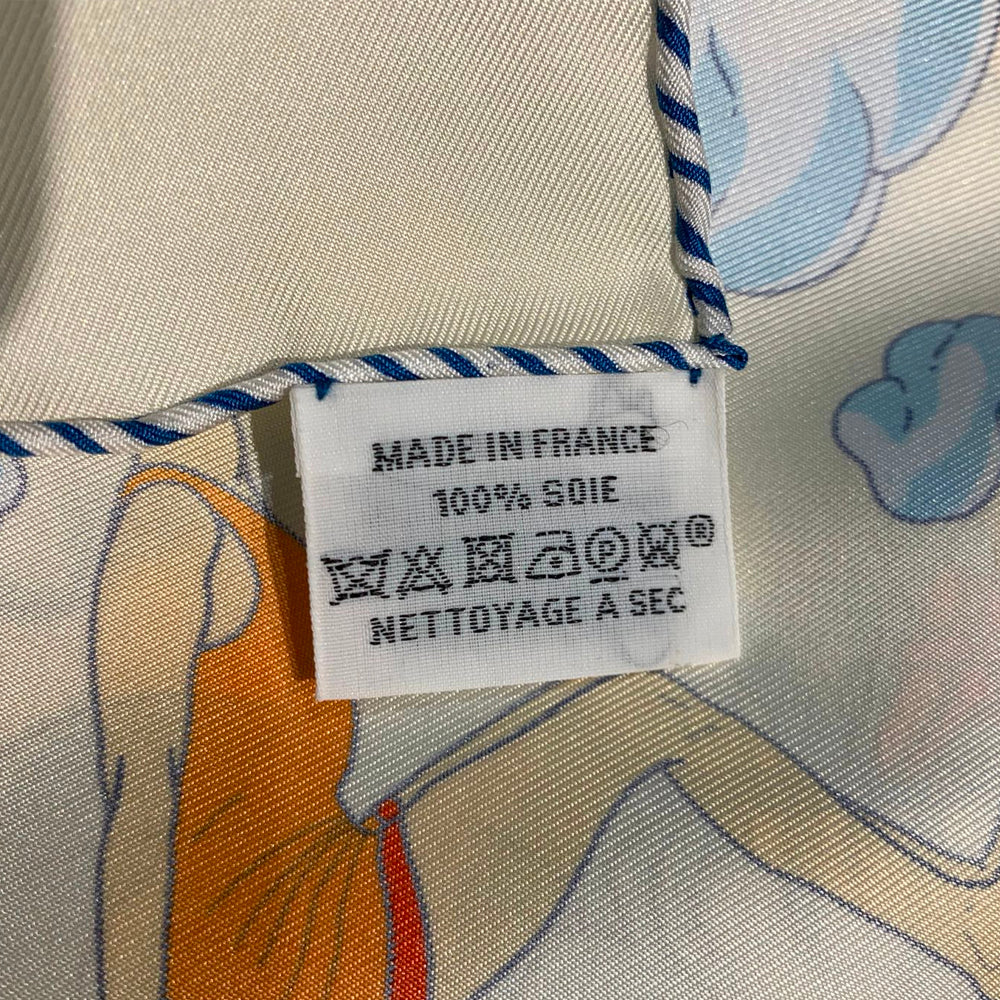 MADE IN FRANCE
100% SOIE
®
NETTOYAGE A SEC